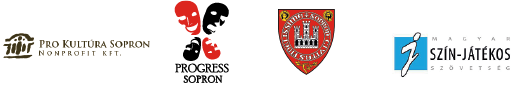 PRO KULTÚRA SOPRON
NONPROFIT KFT.
PROGRESS
SOPRON
i
MAGYAR
SZÍN-JÁTÉKOS
SZÖVETSÉG